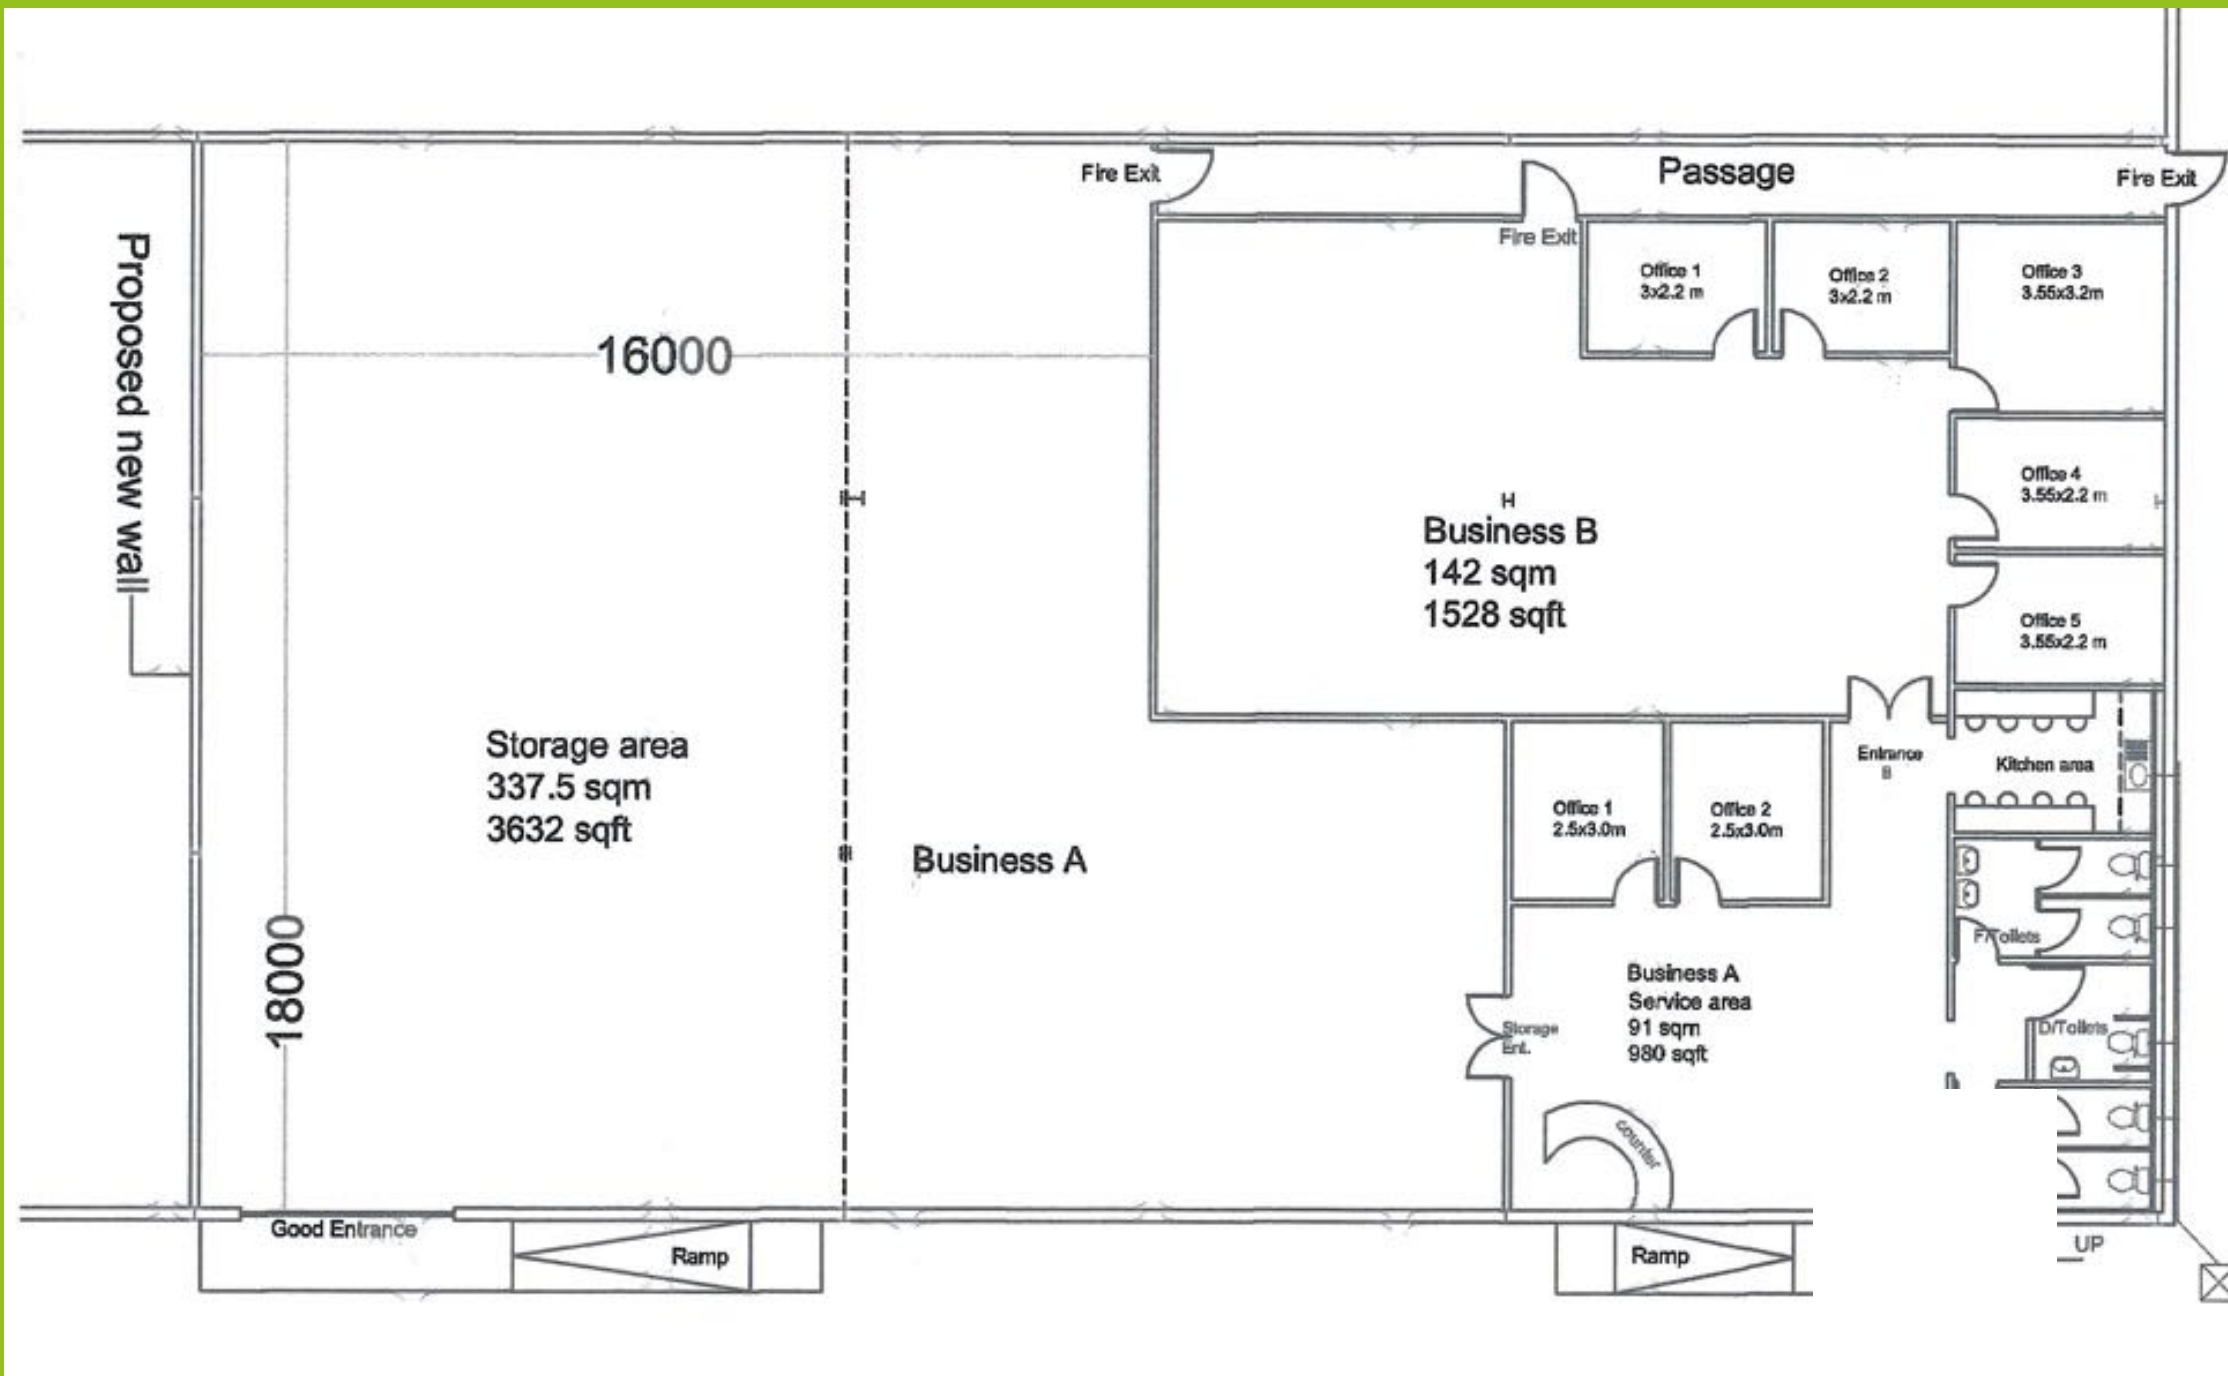 Fire Exit
Passage
Fire Exit
Fire Exit
Proposed new wall
Office 1
3x2.2 m
Office 2
3x2.2 m
Office 3
3.55x3.2m
16000
Office 4
3.55x2.2 m
H
Business B
142 sqm
1528 sqft
Office 5
3.55x2.2 m
Storage area
337.5 sqm
3632 sqft
Business A
Office 1
2.5x3.0m
Office 2
2.5x3.0m
Entrance
B
Kitchen area
18000
F/Toilets
Business A
Service area
91 sqm
980 sqft
Storage
Ent.
D/Toilets
counter
Good Entrance
Ramp
Ramp
UP